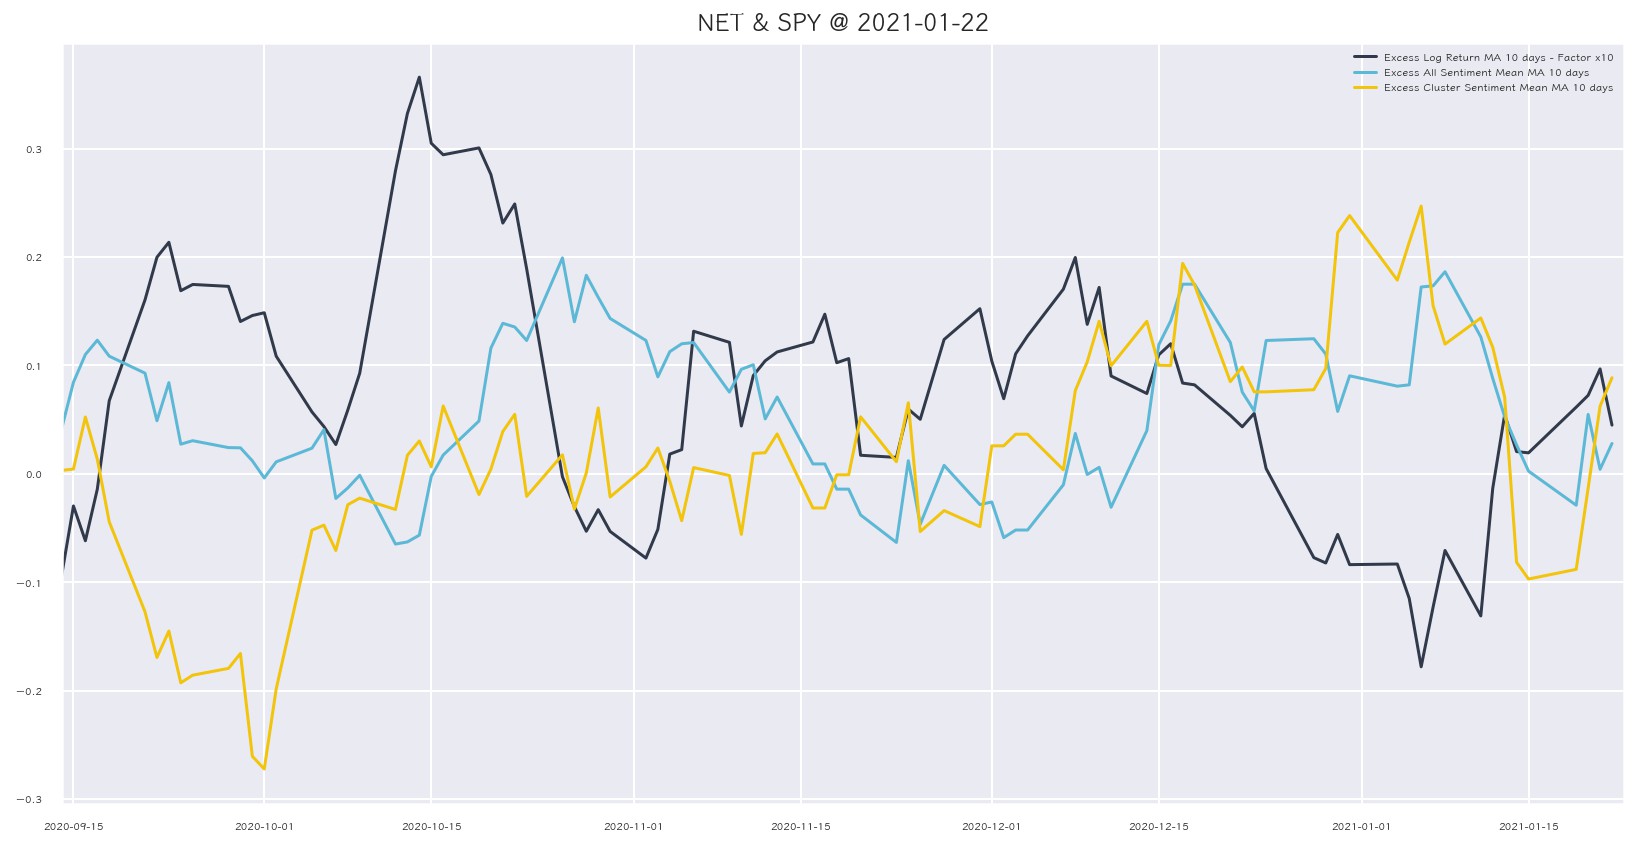 NET & SPY @ 2021-01-22
Excess Log Return MA 10 days - Factor x10
Excess All Sentiment Mean MA 10 days
Excess Cluster Sentiment Mean MA 10 days
0.3
0.2
0.1
0.0
−0.1
−0.2
−0.3
2020-09-15 2020-10-01 2020-10-15 2020-11-01 2020-11-15 2020-12-01 2020-12-15 2021-01-01 2021-01-15